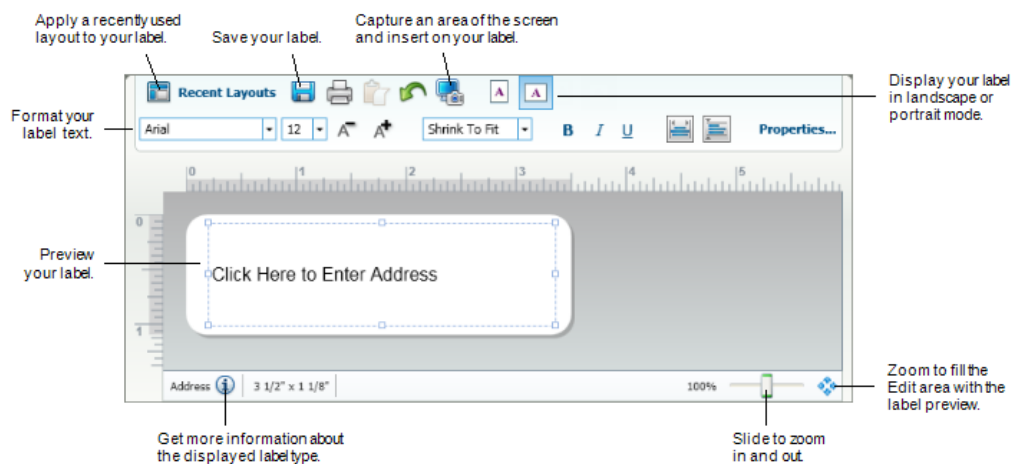 Apply a recently used
layout to your label.
Save your label.
Capture an area of the screen
and insert on your label.
Recent Layouts
A
A
Display your label
in landscape or
portrait mode.
Format your
label text.
Arial
12
A
A
Shrink To Fit
B I U
Properties...
0 1 2 3 4 5
0
Preview
your label.
Click Here to Enter Address
1
Address
3 1/2" x 1 1/8"
100%
Zoom to fill the
Edit area with the
label preview.
Get more information about
the displayed label type.
Slide to zoom
in and out.